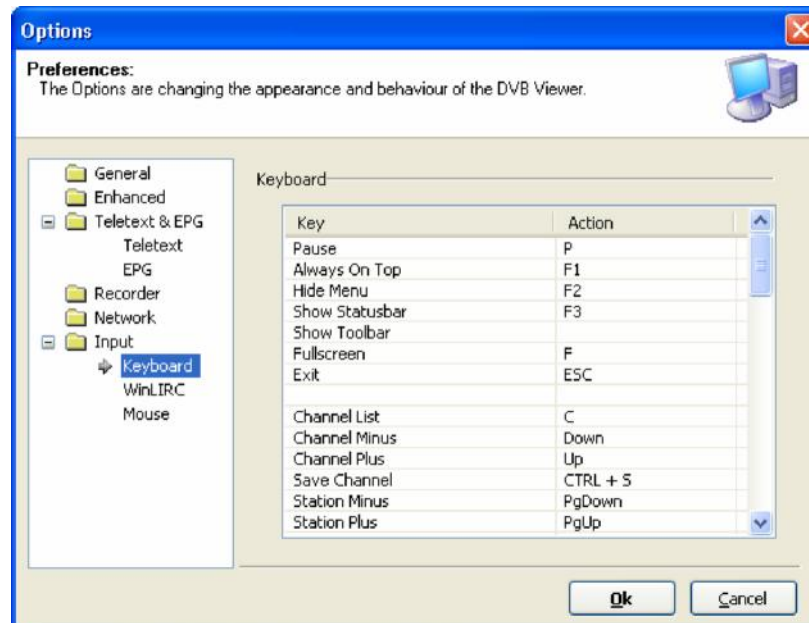 Options
Preferences:
The Options are changing the appearance and behaviour of the DVB Viewer.
General
Enhanced
Teletext & EPG
Teletext
EPG
Recorder
Network
Input
Keyboard
WinLIRC
Mouse
Keyboard
Key Action
Pause P
Always On Top F1
Hide Menu F2
Show Statusbar F3
Show Toolbar
Fullscreen F
Exit ESC
Channel List C
Channel Minus Down
Channel Plus Up
Save Channel CTRL + S
Station Minus PgDown
Station Plus PgUp
Ok Cancel